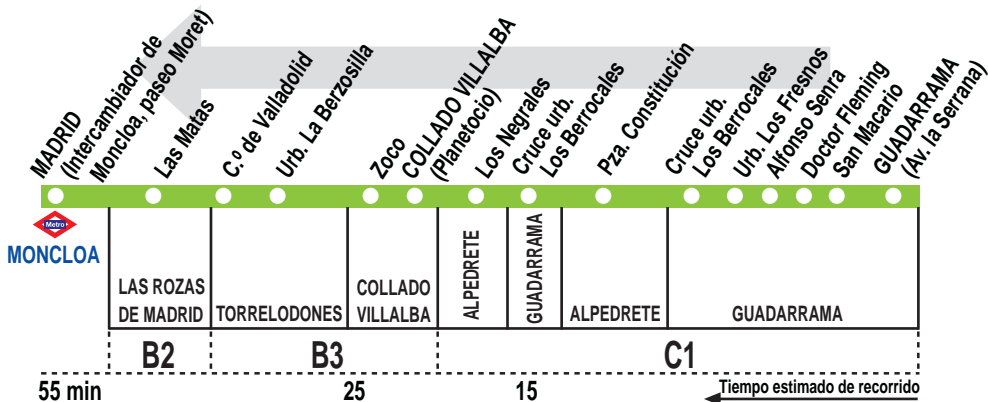 MADRID
(Intercambiador de
Moncloa, paseo Moret)
Las Matas
C.º de Valladolid
Urb. La Berzosilla
Zoco
COLLADO VILLALBA
(Planetocio)
Los Negrales
Cruce urb.
Los Berrocales
Pza. Constitución
Cruce urb.
Los Berrocales
Urb. Los Fresnos
Alfonso Senra
Doctor Fleming
San Macario
GUADARRAMA
(Av. la Serrana)
Metro
MONCLOA
LAS ROZAS
DE MADRID
TORRELODONES
COLLADO
VILLALBA
ALPEDRETE
GUADARRAMA
ALPEDRETE
GUADARRAMA
B2
B3
C1
55 min
25
15
Tiempo estimado de recorrido